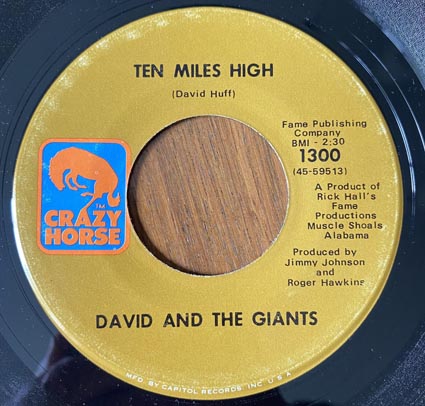 TEN MILES HIGH
(David Huff)
Fame Publishing
Company
BMI - 2:30
1300
(45-59513)
A Product of
Rick Hall's
Fame
Productions
Muscle Shoals
Alabama
Produced by
Jimmy Johnson
and
Roger Hawkins
TM
CRAZY
HORSE
DAVID AND THE GIANTS
MFD. BY CAPITOL RECORDS, INC. U.S.A.